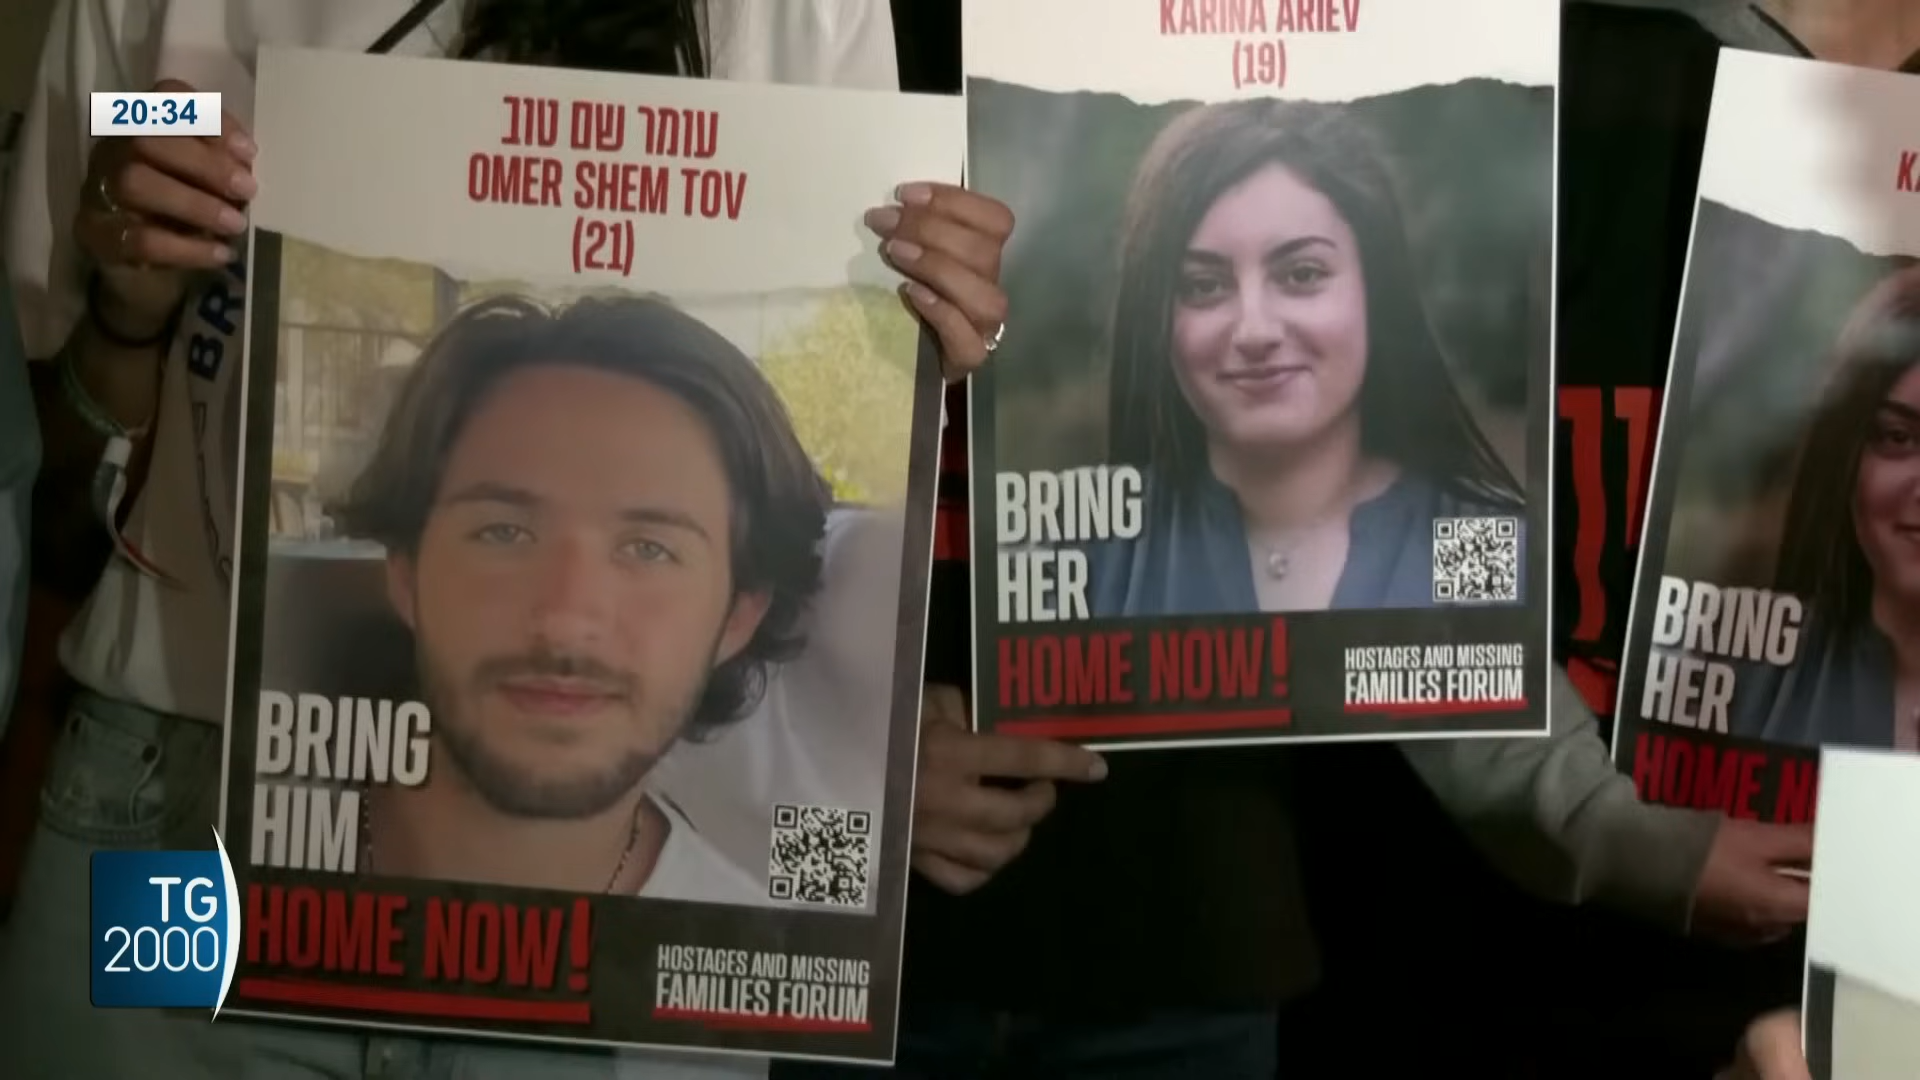 20:34
עומר שם טוב
OMER SHEM TOV
(21)
BRING
HIM
HOME NOW!
HOSTAGES AND MISSING
FAMILIES FORUM
KARINA ARIEV
(19)
BRING
HER
HOME NOW!
HOSTAGES AND MISSING
FAMILIES FORUM
BRING
HER
HOME
TG
2000